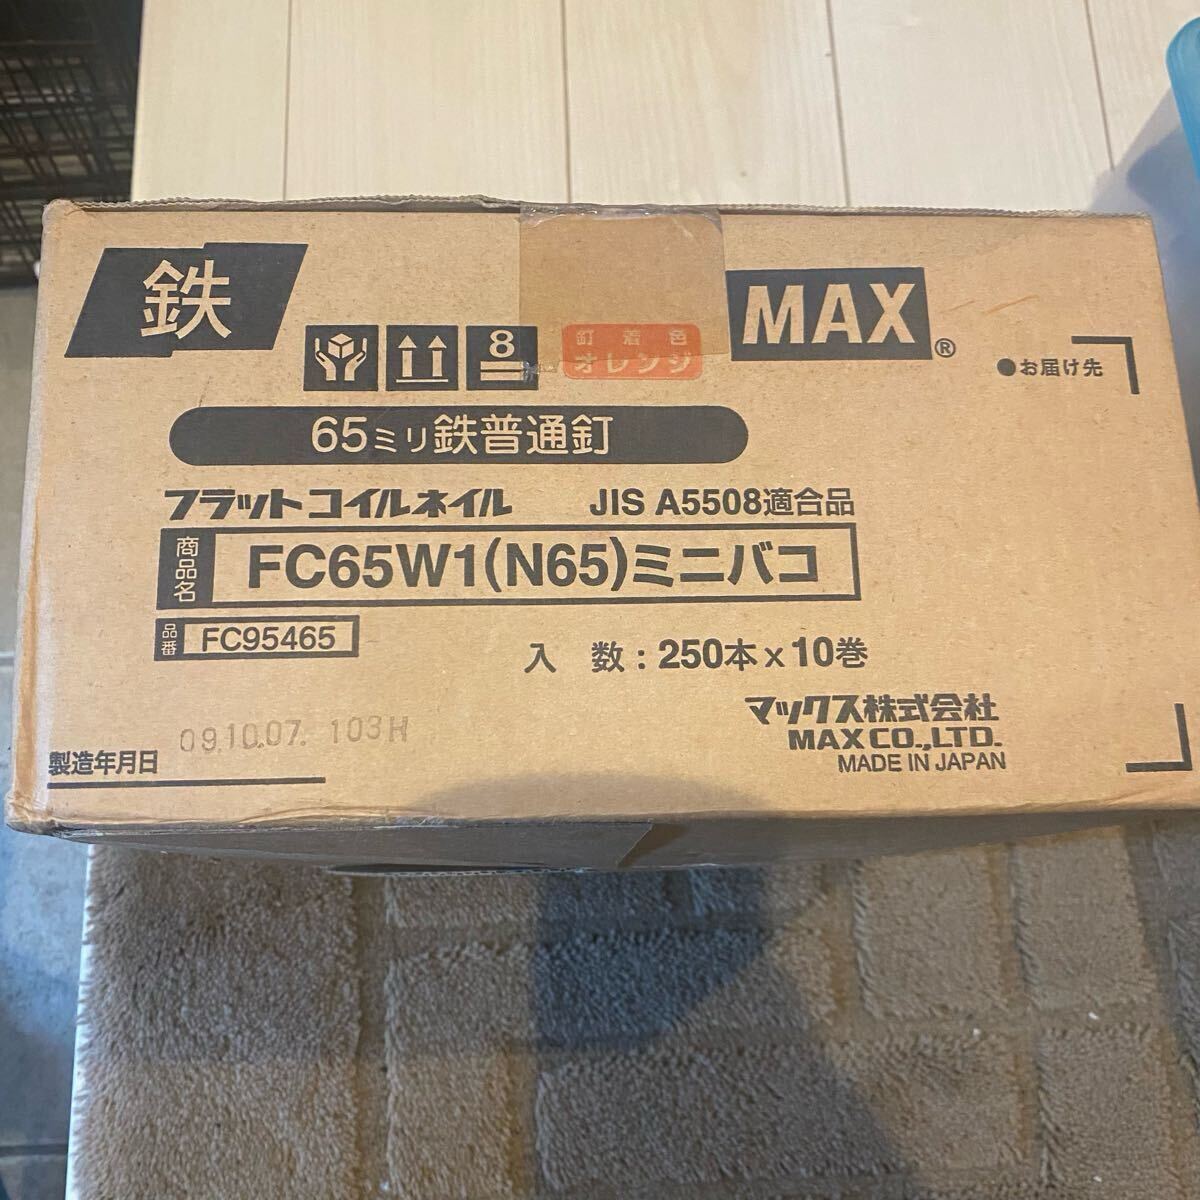 鉄
MAX®
8
釘着色
オレンジ
●お届け先
65ミリ鉄普通釘
フラットコイルネイル JIS A5508適合品
商品名 FC65W1(N65)ミニバコ
品番 FC95465
入 数:250本×10巻
マックス株式会社
MAX CO.,LTD.
MADE IN JAPAN
09.10.07. 103H
製造年月日